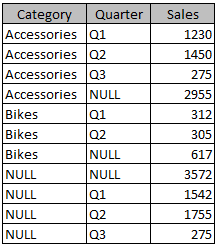 Category Quarter Sales
Accessories Q1 1230
Accessories Q2 1450
Accessories Q3 275
Accessories NULL 2955
Bikes Q1 312
Bikes Q2 305
Bikes NULL 617
NULL NULL 3572
NULL Q1 1542
NULL Q2 1755
NULL Q3 275